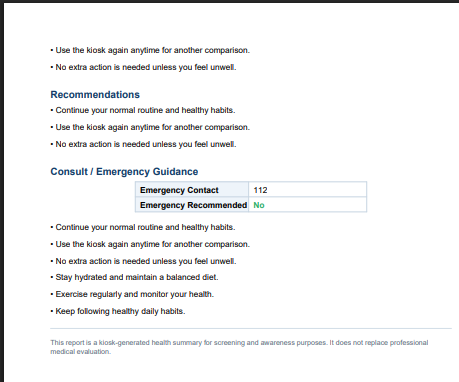 • Use the kiosk again anytime for another comparison.
• No extra action is needed unless you feel unwell.
Recommendations
• Continue your normal routine and healthy habits.
• Use the kiosk again anytime for another comparison.
• No extra action is needed unless you feel unwell.
Consult / Emergency Guidance
Emergency Contact 112
Emergency Recommended No
• Continue your normal routine and healthy habits.
• Use the kiosk again anytime for another comparison.
• No extra action is needed unless you feel unwell.
• Stay hydrated and maintain a balanced diet.
• Exercise regularly and monitor your health.
• Keep following healthy daily habits.
This report is a kiosk-generated health summary for screening and awareness purposes. It does not replace professional
medical evaluation.